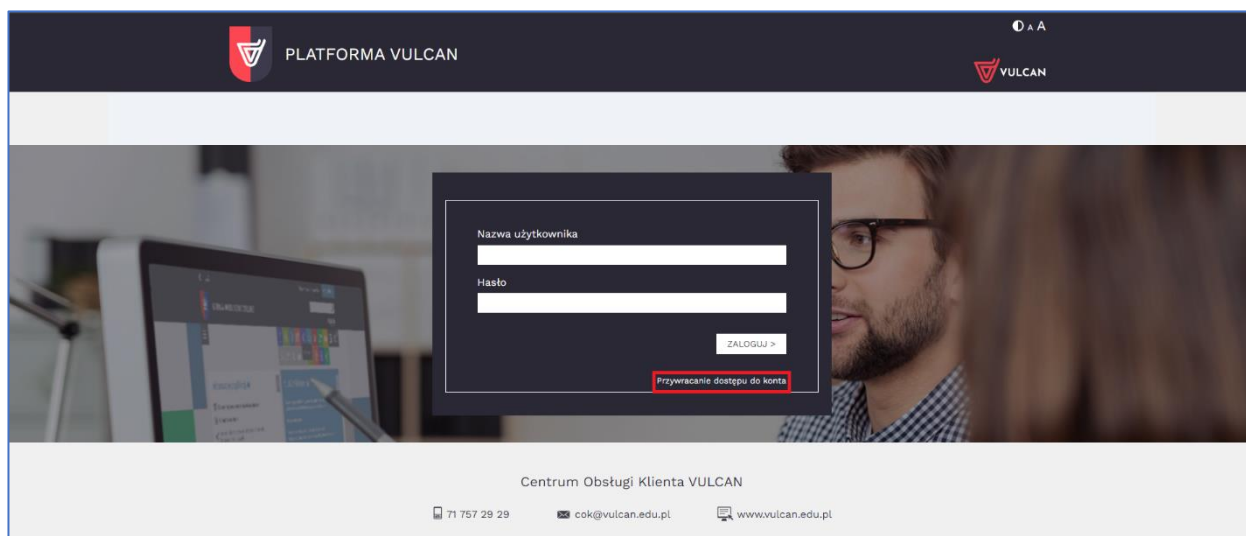 A A
PLATFORMA VULCAN
VULCAN
Nazwa użytkownika
Hasło
ZALOGUJ >
Przywracanie dostępu do konta
Centrum Obsługi Klienta VULCAN
71 757 29 29 cok@vulcan.edu.pl www.vulcan.edu.pl